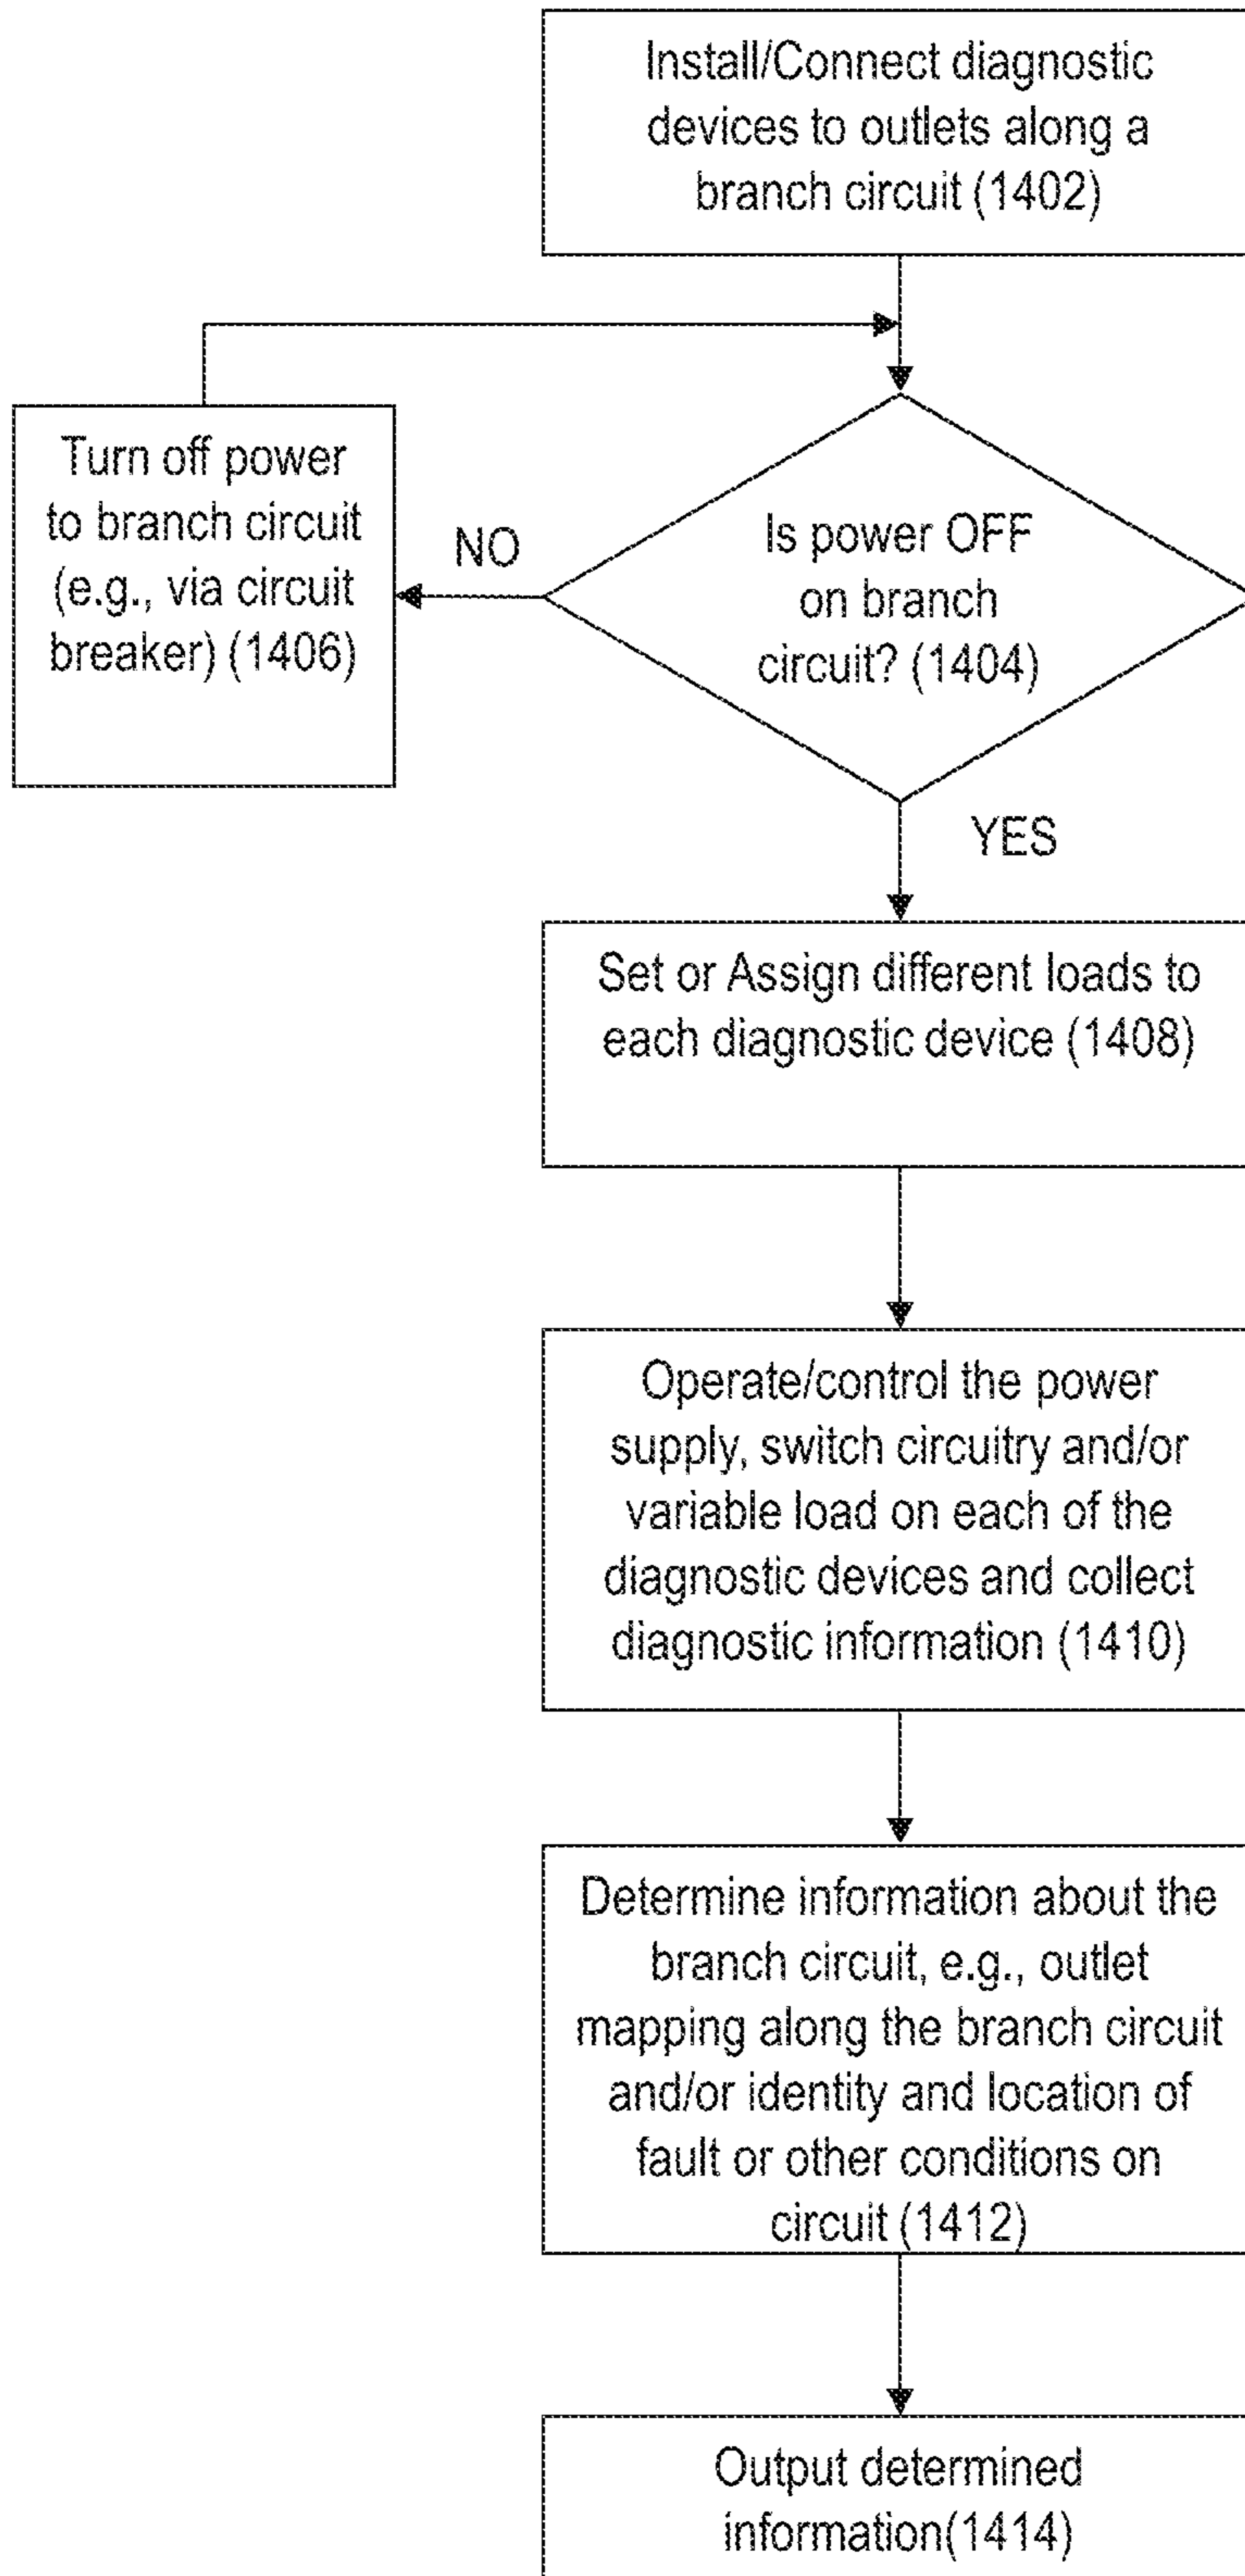 Install/Connect diagnostic
devices to outlets along a
branch circuit (1402)
Turn off power
to branch circuit
(e.g., via circuit
breaker) (1406)
NO
Is power OFF
on branch
circuit? (1404)
YES
Set or Assign different loads to
each diagnostic device (1408)
Operate/control the power
supply, switch circuitry and/or
variable load on each of the
diagnostic devices and collect
diagnostic information (1410)
Determine information about the
branch circuit, e.g., outlet
mapping along the branch circuit
and/or identity and location of
fault or other conditions on
circuit (1412)
Output determined
information(1414)